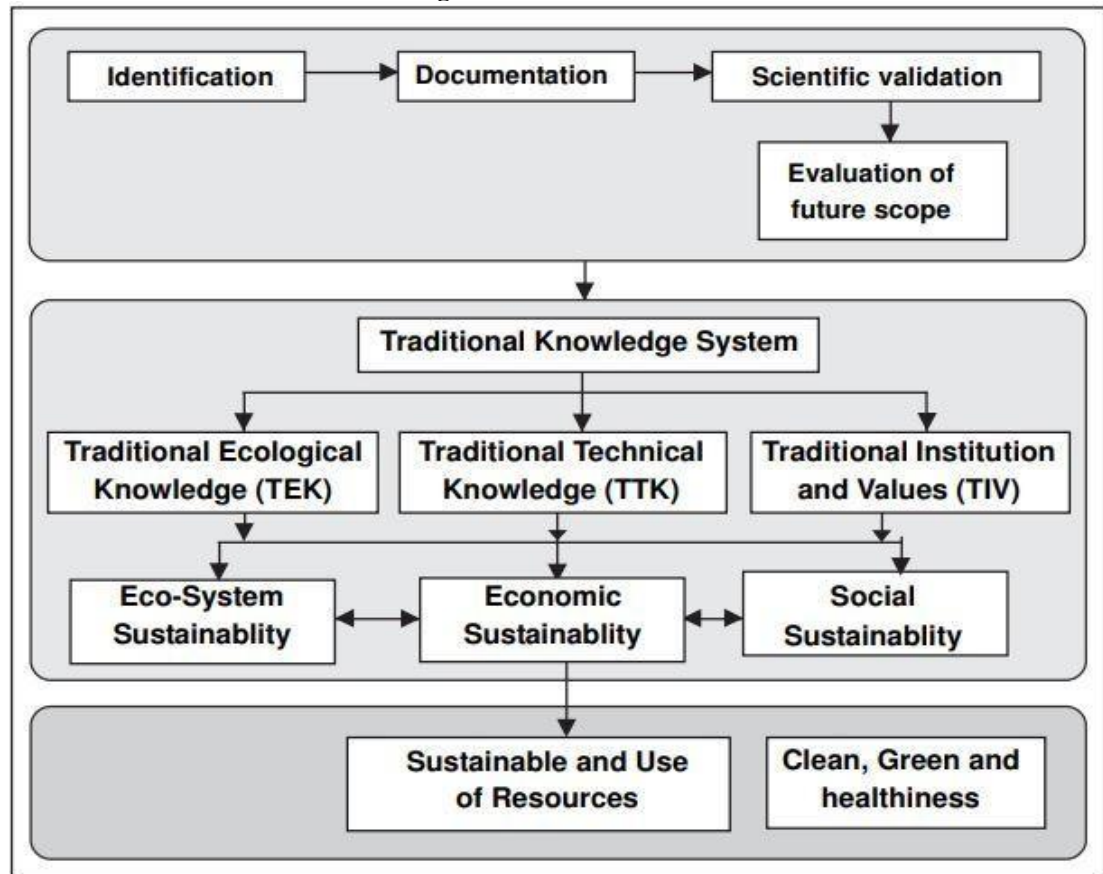 Identification
Documentation
Scientific validation
Evaluation of
future scope
Traditional Knowledge System
Traditional Ecological
Knowledge (TEK)
Traditional Technical
Knowledge (TTK)
Traditional Institution
and Values (TIV)
Eco-System
Sustainablity
Economic
Sustainablity
Social
Sustainablity
Sustainable and Use
of Resources
Clean, Green and
healthiness